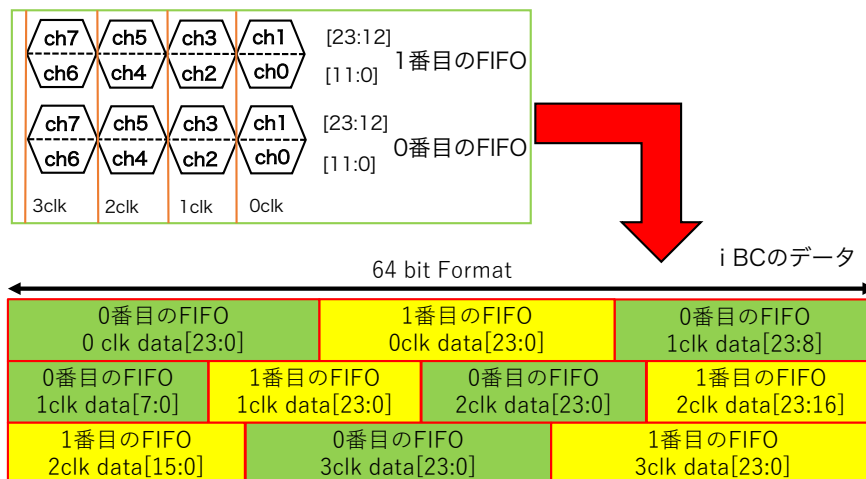 ch7 ch5 ch3 ch1 [23:12]
ch6 ch4 ch2 ch0 [11:0]
1番目のFIFO
ch7 ch5 ch3 ch1 [23:12]
ch6 ch4 ch2 ch0 [11:0]
0番目のFIFO
3clk 2clk 1clk 0clk
i BCのデータ
64 bit Format
0番目のFIFO
0 clk data[23:0]
1番目のFIFO
0clk data[23:0]
0番目のFIFO
1clk data[23:8]
0番目のFIFO
1clk data[7:0]
1番目のFIFO
1clk data[23:0]
0番目のFIFO
2clk data[23:0]
1番目のFIFO
2clk data[23:16]
1番目のFIFO
2clk data[15:0]
0番目のFIFO
3clk data[23:0]
1番目のFIFO
3clk data[23:0]